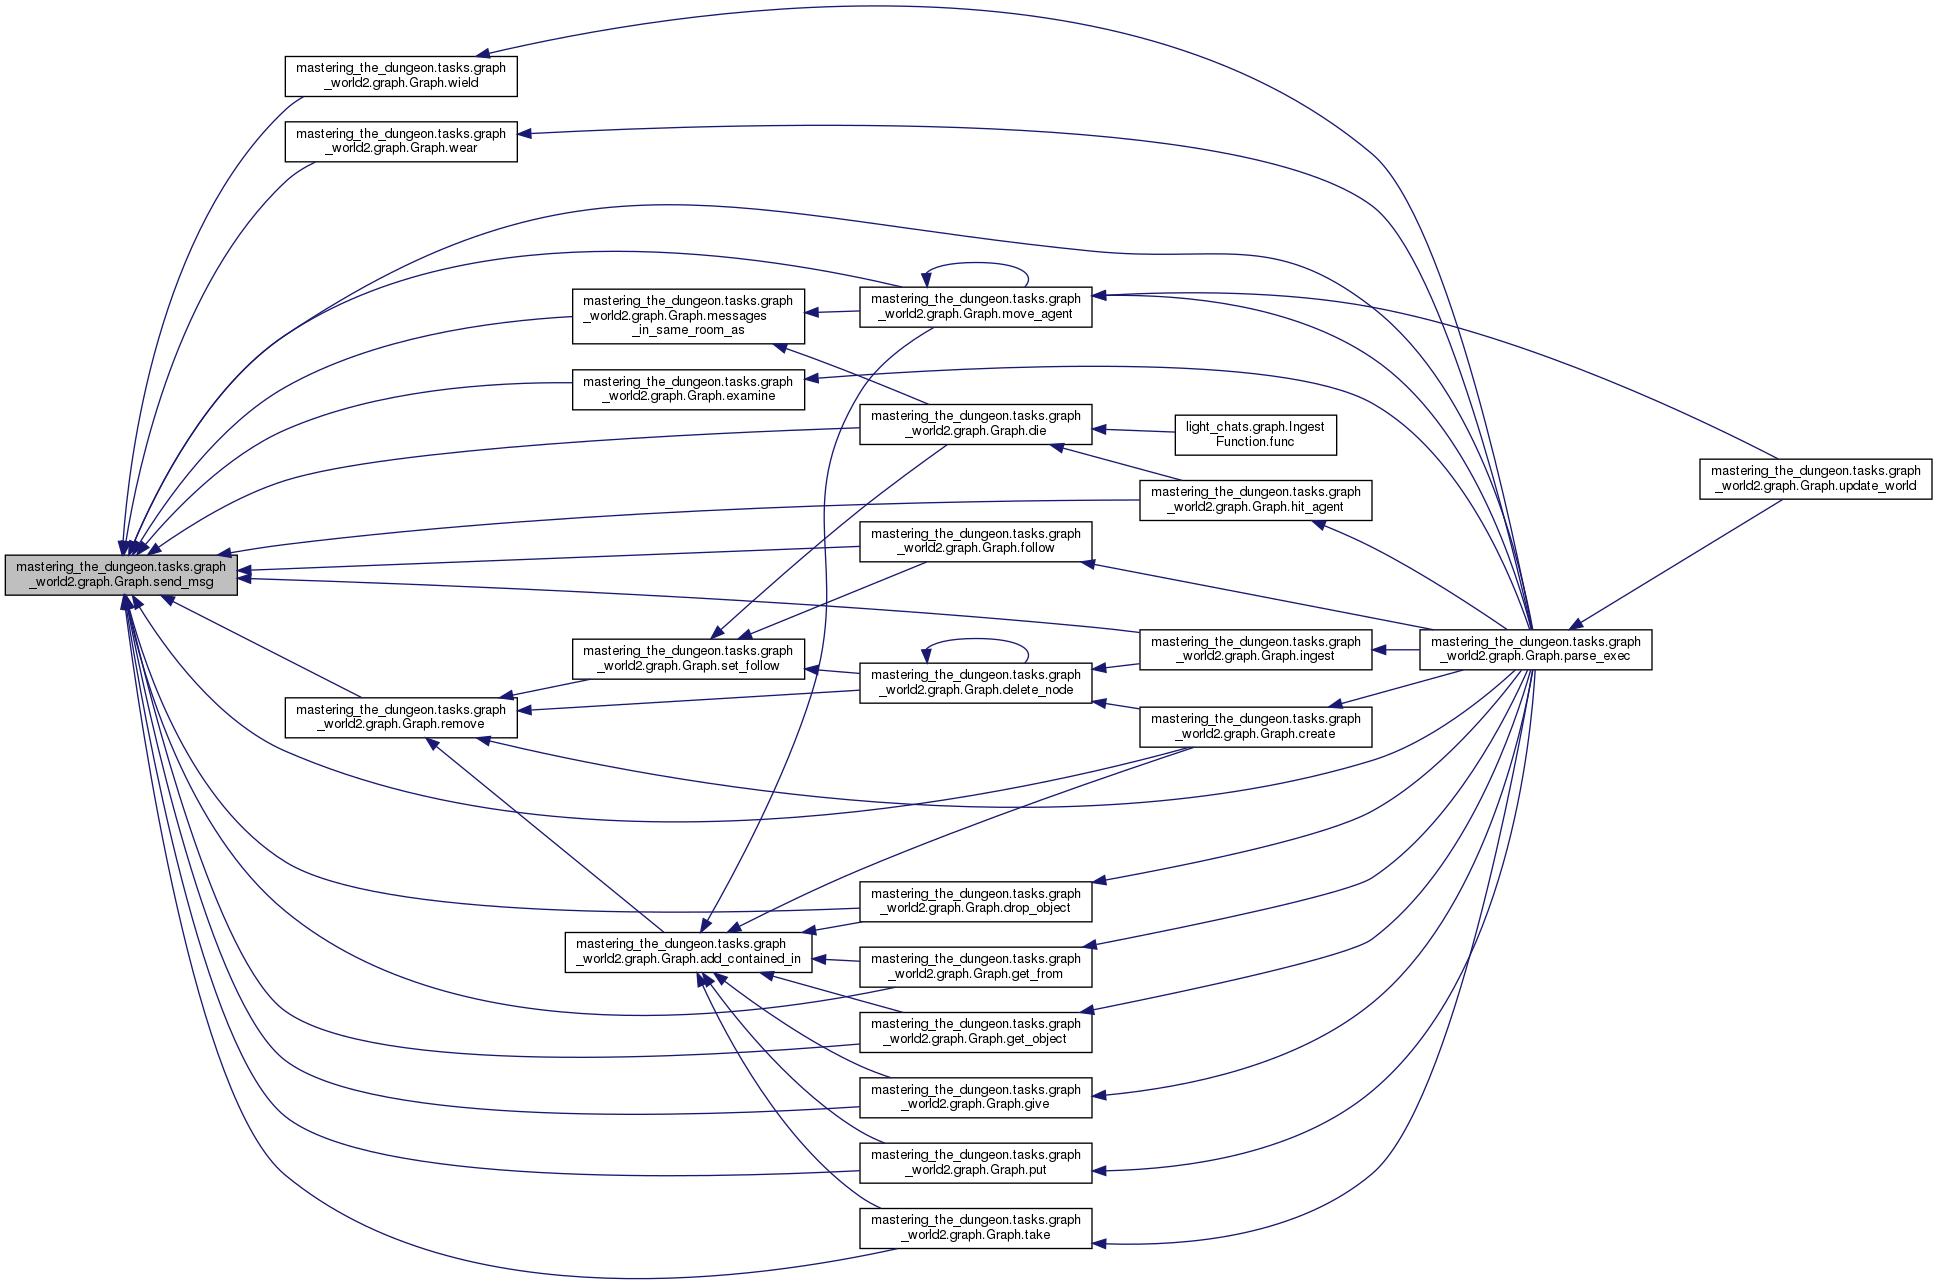 mastering_the_dungeon.tasks.graph
_world2.graph.Graph.wield
mastering_the_dungeon.tasks.graph
_world2.graph.Graph.wear
mastering_the_dungeon.tasks.graph
_world2.graph.Graph.messages
_in_same_room_as
mastering_the_dungeon.tasks.graph
_world2.graph.Graph.move_agent
mastering_the_dungeon.tasks.graph
_world2.graph.Graph.examine
mastering_the_dungeon.tasks.graph
_world2.graph.Graph.die
light_chats.graph.Ingest
Function.func
mastering_the_dungeon.tasks.graph
_world2.graph.Graph.update_world
mastering_the_dungeon.tasks.graph
_world2.graph.Graph.hit_agent
mastering_the_dungeon.tasks.graph
_world2.graph.Graph.follow
mastering_the_dungeon.tasks.graph
_world2.graph.Graph.send_msg
mastering_the_dungeon.tasks.graph
_world2.graph.Graph.set_follow
mastering_the_dungeon.tasks.graph
_world2.graph.Graph.ingest
mastering_the_dungeon.tasks.graph
_world2.graph.Graph.parse_exec
mastering_the_dungeon.tasks.graph
_world2.graph.Graph.delete_node
mastering_the_dungeon.tasks.graph
_world2.graph.Graph.remove
mastering_the_dungeon.tasks.graph
_world2.graph.Graph.create
mastering_the_dungeon.tasks.graph
_world2.graph.Graph.drop_object
mastering_the_dungeon.tasks.graph
_world2.graph.Graph.add_contained_in
mastering_the_dungeon.tasks.graph
_world2.graph.Graph.get_from
mastering_the_dungeon.tasks.graph
_world2.graph.Graph.get_object
mastering_the_dungeon.tasks.graph
_world2.graph.Graph.give
mastering_the_dungeon.tasks.graph
_world2.graph.Graph.put
mastering_the_dungeon.tasks.graph
_world2.graph.Graph.take